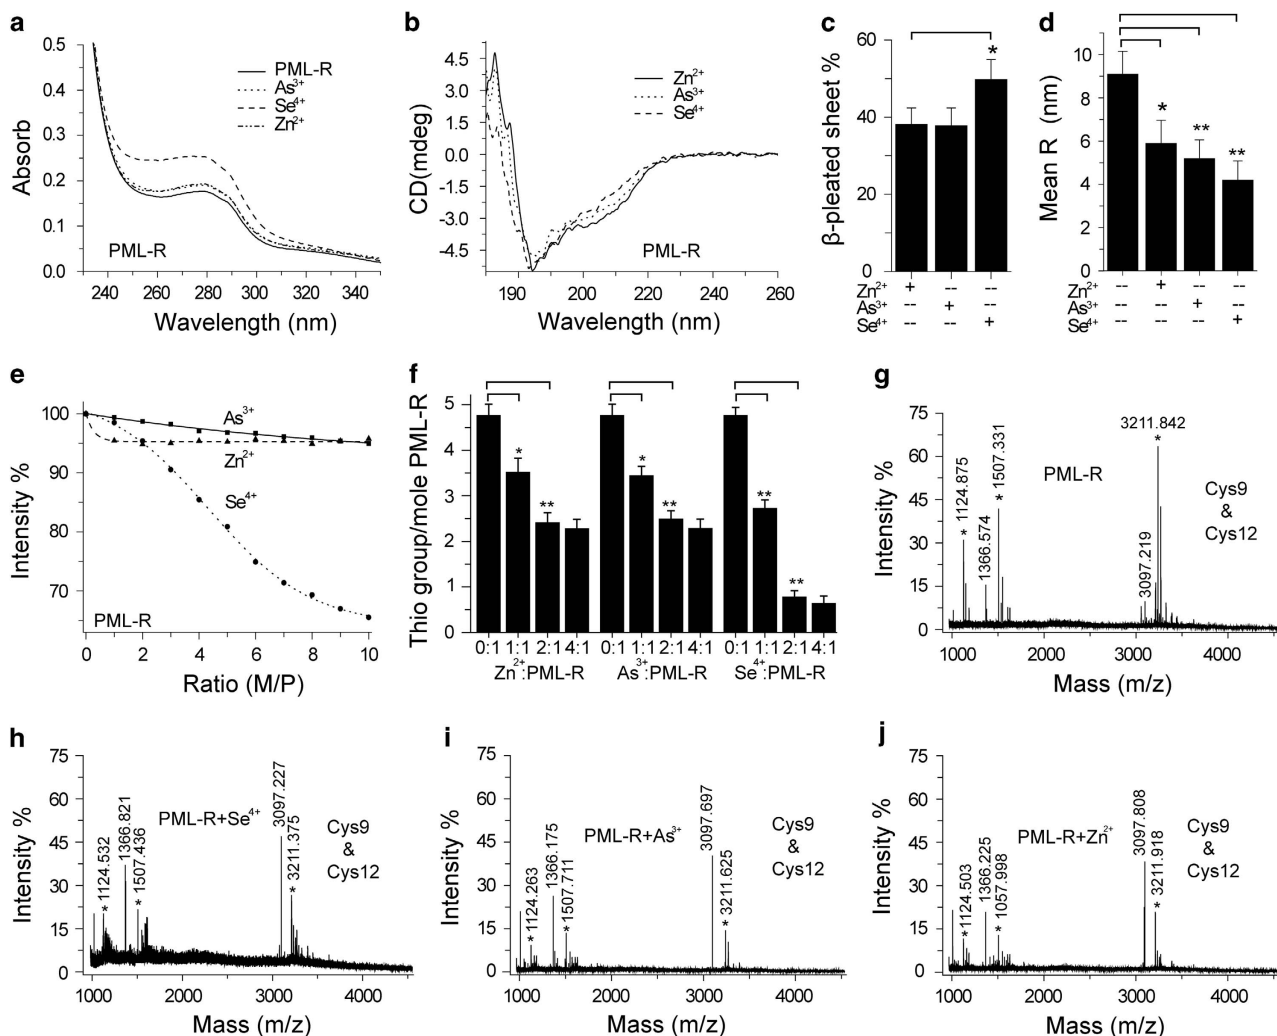 a
0.5
0.4
0.3
0.2
0.1
0.0
Absorb
PML-R
As3+
Se4+
Zn2+
PML-R
240 260 280 300 320 340
Wavelength (nm)
b
4.5
3.0
1.5
0.0
-1.5
-3.0
-4.5
CD(mdeg)
Zn2+
As3+
Se4+
PML-R
190 200 210 220 240 260
Wavelength (nm)
c
60
40
20
0
β-pleated sheet %
*
Zn2+ + -- --
As3+ -- + --
Se4+ -- -- +
d
10
9
8
7
6
5
4
3
2
1
0
Mean R (nm)
*
**
**
Zn2+ -- + -- --
As3+ -- -- + --
Se4+ -- -- -- +
e
100
90
80
70
Intensity %
As3+
Zn2+
Se4+
PML-R
0 2 4 6 8 10
Ratio (M/P)
f
5
4
3
2
1
0
Thio group/mole PML-R
*
**
*
**
**
**
0:1 1:1 2:1 4:1 0:1 1:1 2:1 4:1 0:1 1:1 2:1 4:1
Zn2+:PML-R As3+:PML-R Se4+:PML-R
g
75
60
45
30
15
0
Intensity %
* 1124.875
1366.574
* 1507.331
3097.219
3211.842
*
PML-R
Cys9
&
Cys12
1000 2000 3000 4000
Mass (m/z)
h
75
60
45
30
15
0
Intensity %
* 1124.532
1366.821
* 1507.436
3097.227
* 3211.375
PML-R+Se4+
Cys9
&
Cys12
1000 2000 3000 4000
Mass (m/z)
i
75
60
45
30
15
0
Intensity %
* 1124.263
1366.175
* 1507.711
3097.697
* 3211.625
PML-R+As3+
Cys9
&
Cys12
1000 2000 3000 4000
Mass (m/z)
j
75
60
45
30
15
0
Intensity %
* 1124.503
1366.225
* 1057.998
3097.808
* 3211.918
PML-R+Zn2+
Cys9
&
Cys12
1000 2000 3000 4000
Mass (m/z)